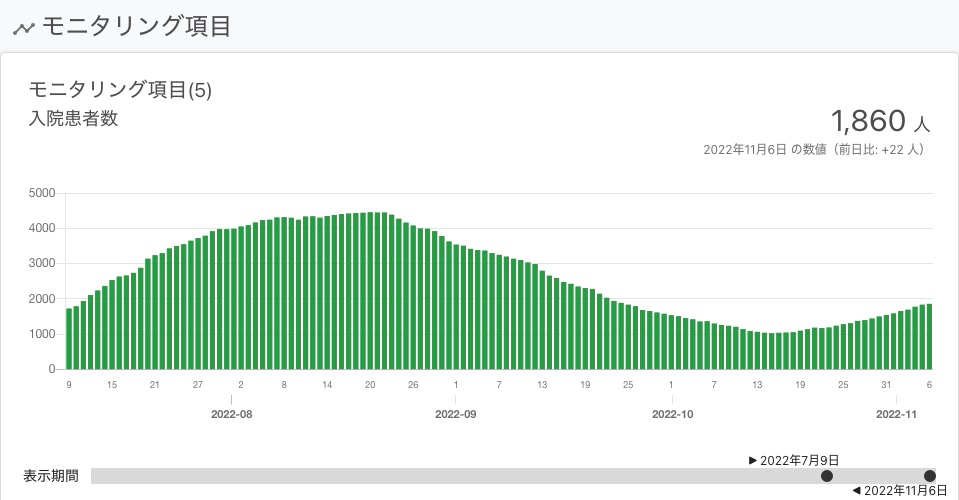 モニタリング項目
モニタリング項目(5)
入院患者数
1,860 人
2022年11月6日 の数値（前日比: +22 人）
5000
4000
3000
2000
1000
0
9 15 21 27 2 8 14 20 26 1 7 13 19 25 1 7 13 19 25 31 6
2022-08 2022-09 2022-10 2022-11
2022年7月9日
表示期間
2022年11月6日